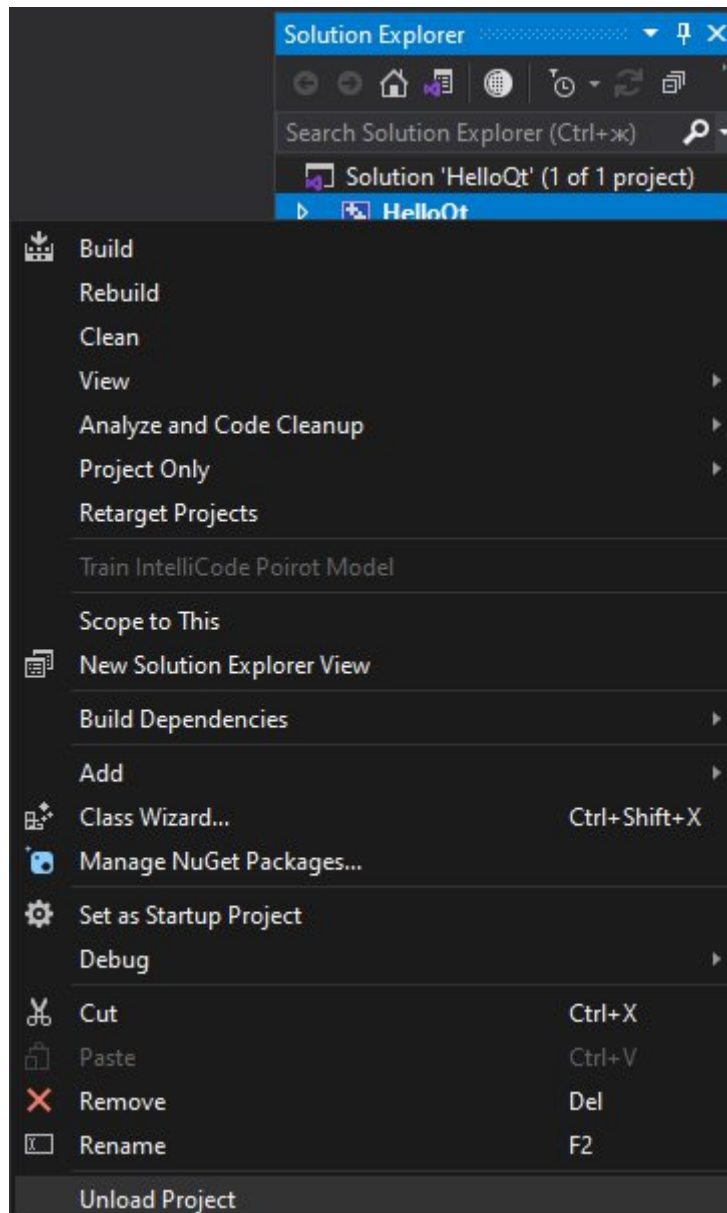 Solution Explorer
Search Solution Explorer (Ctrl+ж)
Solution 'HelloQt' (1 of 1 project)
HelloQt
Build
Rebuild
Clean
View
Analyze and Code Cleanup
Project Only
Retarget Projects
Train IntelliCode Poirot Model
Scope to This
New Solution Explorer View
Build Dependencies
Add
Class Wizard... Ctrl+Shift+X
Manage NuGet Packages...
Set as Startup Project
Debug
Cut Ctrl+X
Paste Ctrl+V
Remove Del
Rename F2
Unload Project